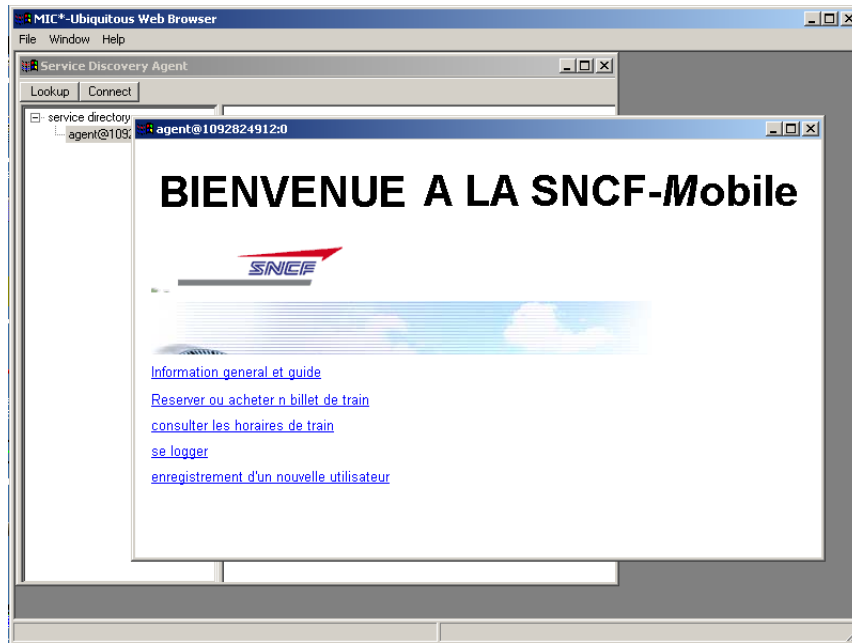 MIC*-Ubiquitous Web Browser
File Window Help
Service Discovery Agent
Lookup Connect
service directory
agent@1092
agent@1092824912:0
BIENVENUE A LA SNCF-Mobile
SNCF
Information general et guide
Reserver ou acheter n billet de train
consulter les horaires de train
se logger
enregistrement d'un nouvelle utilisateur